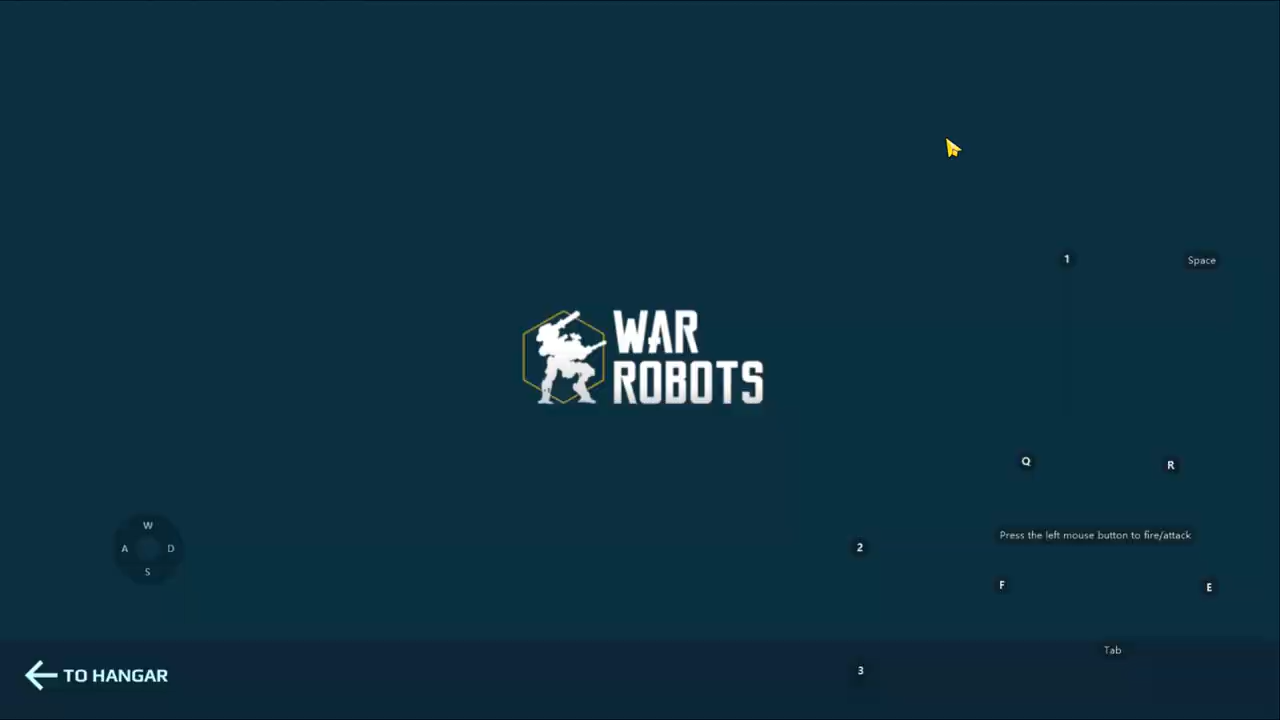 1
Space
WAR
ROBOTS
Q
R
W
A
D
S
Press the left mouse button to fire/attack
2
F
E
Tab
3
TO HANGAR